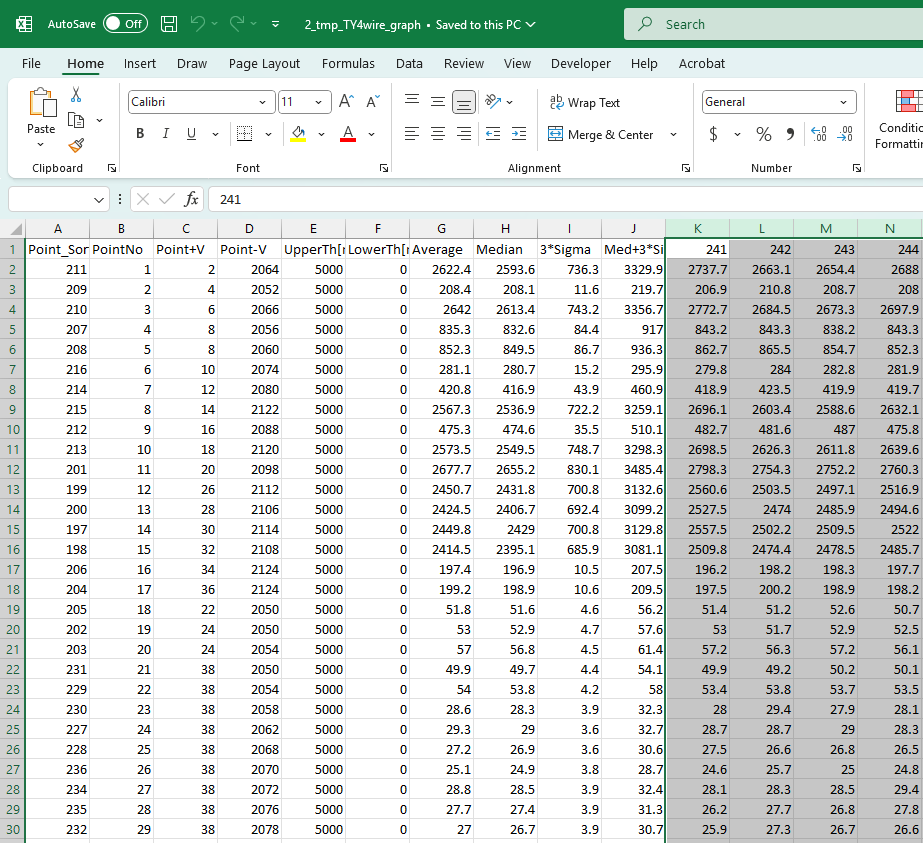 AutoSave Off 2_tmp_TY4wire_graph • Saved to this PC Search
File Home Insert Draw Page Layout Formulas Data Review View Developer Help Acrobat
Paste Calibri 11 A A ab Wrap Text General Conditio
B I U A Merge & Center $ % 9 .00 .00 Formattin
Clipboard Font Alignment Number
fx 241
A B C D E F G H I J K L M N
1 Point_Sor PointNo Point+V Point-V UpperTh[r LowerTh[r Average Median 3*Sigma Med+3*Si 241 242 243 244
2 211 1 2 2064 5000 0 2622.4 2593.6 736.3 3329.9 2737.7 2663.1 2654.4 2688
3 209 2 4 2052 5000 0 208.4 208.1 11.6 219.7 206.9 210.8 208.7 208
4 210 3 6 2066 5000 0 2642 2613.4 743.2 3356.7 2772.7 2684.5 2673.3 2697.9
5 207 4 8 2056 5000 0 835.3 832.6 84.4 917 843.2 843.3 838.2 843.3
6 208 5 8 2060 5000 0 852.3 849.5 86.7 936.3 862.7 865.5 854.7 852.3
7 216 6 10 2074 5000 0 281.1 280.7 15.2 295.9 279.8 284 282.8 281.9
8 214 7 12 2080 5000 0 420.8 416.9 43.9 460.9 418.9 423.5 419.9 419.7
9 215 8 14 2122 5000 0 2567.3 2536.9 722.2 3259.1 2696.1 2603.4 2588.6 2632.1
10 212 9 16 2088 5000 0 475.3 474.6 35.5 510.1 482.7 481.6 487 475.8
11 213 10 18 2120 5000 0 2573.5 2549.5 748.7 3298.3 2698.5 2626.3 2611.8 2639.6
12 201 11 20 2098 5000 0 2677.7 2655.2 830.1 3485.4 2798.3 2754.3 2752.2 2760.3
13 199 12 26 2112 5000 0 2450.7 2431.8 700.8 3132.6 2560.6 2503.5 2497.1 2516.9
14 200 13 28 2106 5000 0 2424.5 2406.7 692.4 3099.2 2527.5 2474 2485.9 2494.6
15 197 14 30 2114 5000 0 2449.8 2429 700.8 3129.8 2557.5 2502.2 2509.5 2522
16 198 15 32 2108 5000 0 2414.5 2395.1 685.9 3081.1 2509.8 2474.4 2478.5 2485.7
17 206 16 34 2124 5000 0 197.4 196.9 10.5 207.5 196.2 198.2 198.3 197.7
18 204 17 36 2124 5000 0 199.2 198.9 10.6 209.5 197.5 200.2 198.9 198.2
19 205 18 22 2050 5000 0 51.8 51.6 4.6 56.2 51.4 51.2 52.6 50.7
20 202 19 24 2050 5000 0 53 52.9 4.7 57.6 53 51.7 52.9 52.5
21 203 20 24 2054 5000 0 57 56.8 4.5 61.4 57.2 56.3 57.2 56.1
22 231 21 38 2050 5000 0 49.9 49.7 4.4 54.1 49.9 49.2 50.2 50.1
23 229 22 38 2054 5000 0 54 53.8 4.2 58 53.4 53.8 53.7 53.5
24 230 23 38 2058 5000 0 28.6 28.3 3.9 32.3 28 29.4 27.9 28.1
25 227 24 38 2062 5000 0 29.3 29 3.6 32.7 28.7 28.7 29 28.3
26 228 25 38 2068 5000 0 27.2 26.9 3.6 30.6 27.5 26.6 26.8 26.5
27 236 26 38 2070 5000 0 25.1 24.9 3.8 28.7 24.6 25.7 25 24.8
28 234 27 38 2072 5000 0 28.8 28.5 3.9 32.4 28.1 28.3 28.5 29.4
29 235 28 38 2076 5000 0 27.7 27.4 3.9 31.3 26.2 27.7 26.8 27.8
30 232 29 38 2078 5000 0 27 26.7 3.9 30.7 25.9 27.3 26.7 26.6